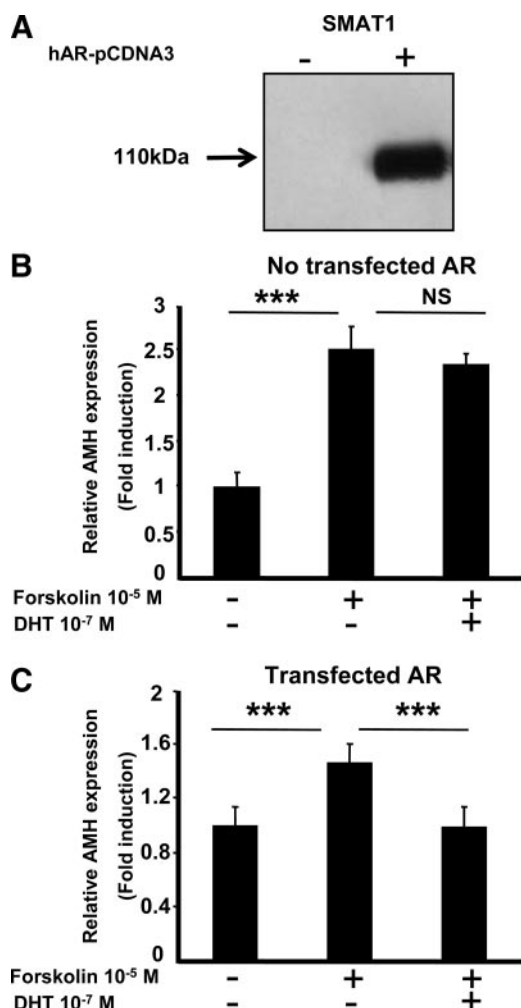 A
SMAT1
hAR-pCDNA3 - +
110kDa
B
No transfected AR
*** NS
3
2.5
2
1.5
1
0.5
0
Relative AMH expression
(Fold induction)
Forskolin 10-5 M - + +
DHT 10-7 M - - +
C
Transfected AR
*** ***
2
1.6
1.2
0.8
0.4
0
Relative AMH expression
(Fold induction)
Forskolin 10-5 M - + +
DHT 10-7 M - - +